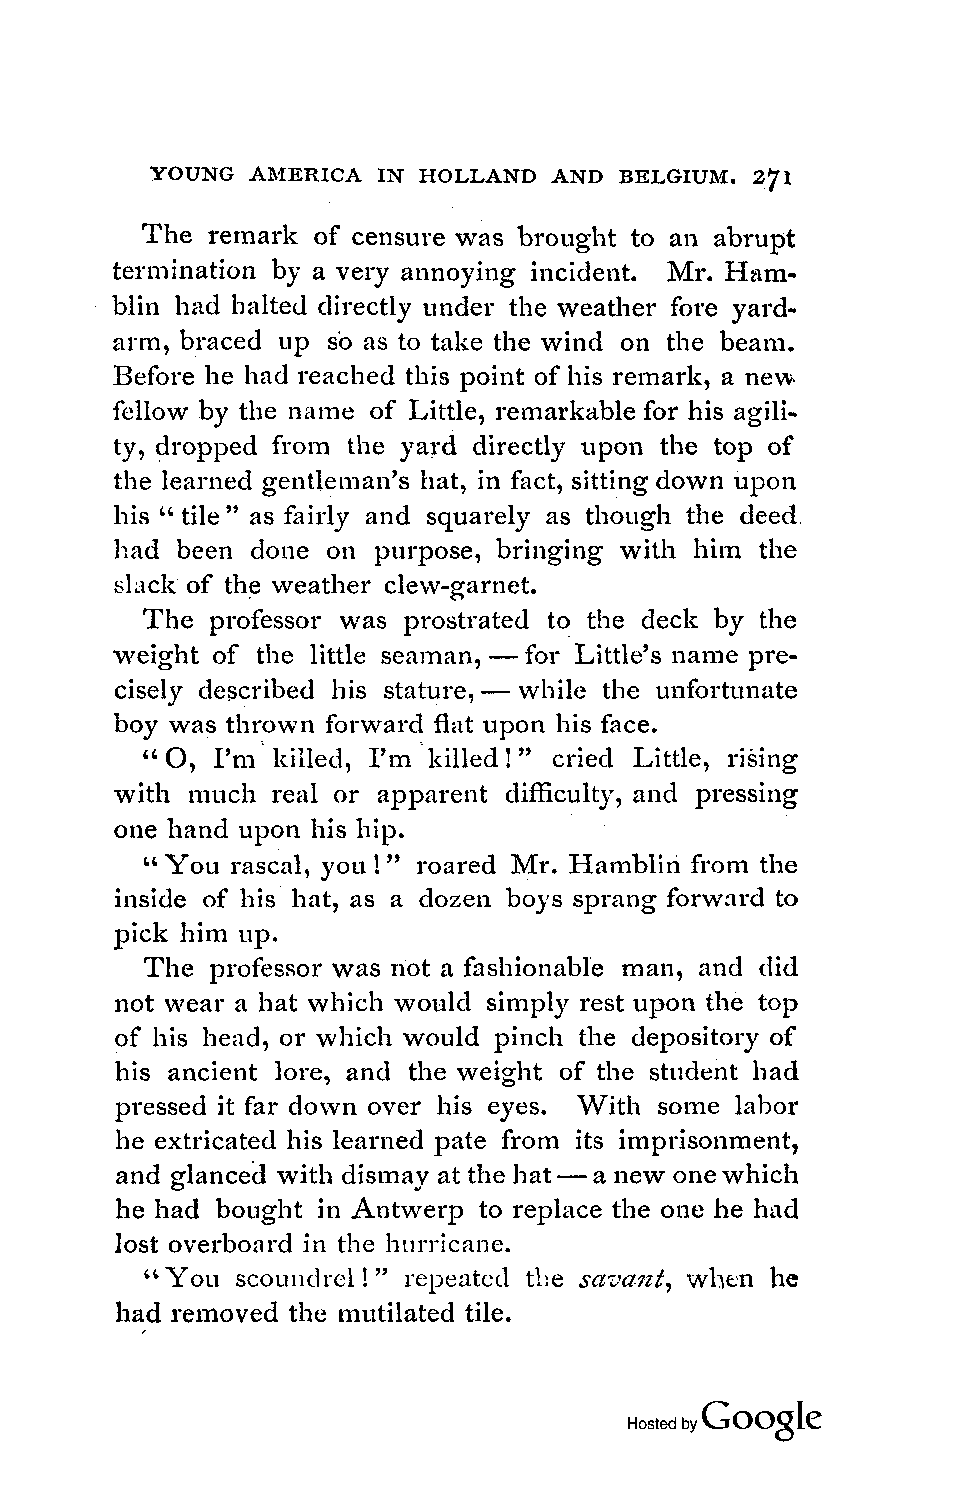 YOUNG AMERICA IN HOLLAND AND BELGIUM. 271
The remark of censure was brought to an abrupt
termination by a very annoying incident. Mr. Ham-
blin had halted directly under the weather fore yard-
arm, braced up so as to take the wind on the beam.
Before he had reached this point of his remark, a new
fellow by the name of Little, remarkable for his agili-
ty, dropped from the yard directly upon the top of
the learned gentleman's hat, in fact, sitting down upon
his “ tile ” as fairly and squarely as though the deed
had been done on purpose, bringing with him the
slack of the weather clew-garnet.
The professor was prostrated to the deck by the
weight of the little seaman, — for Little's name pre-
cisely described his stature, — while the unfortunate
boy was thrown forward flat upon his face.
“ O, I'm killed, I'm killed ! ” cried Little, rising
with much real or apparent difficulty, and pressing
one hand upon his hip.
“ You rascal, you ! ” roared Mr. Hamblin from the
inside of his hat, as a dozen boys sprang forward to
pick him up.
The professor was not a fashionable man, and did
not wear a hat which would simply rest upon the top
of his head, or which would pinch the depository of
his ancient lore, and the weight of the student had
pressed it far down over his eyes. With some labor
he extricated his learned pate from its imprisonment,
and glanced with dismay at the hat — a new one which
he had bought in Antwerp to replace the one he had
lost overboard in the hurricane.
“ You scoundrel ! ” repeated the savant, when he
had removed the mutilated tile.
Hosted by Google